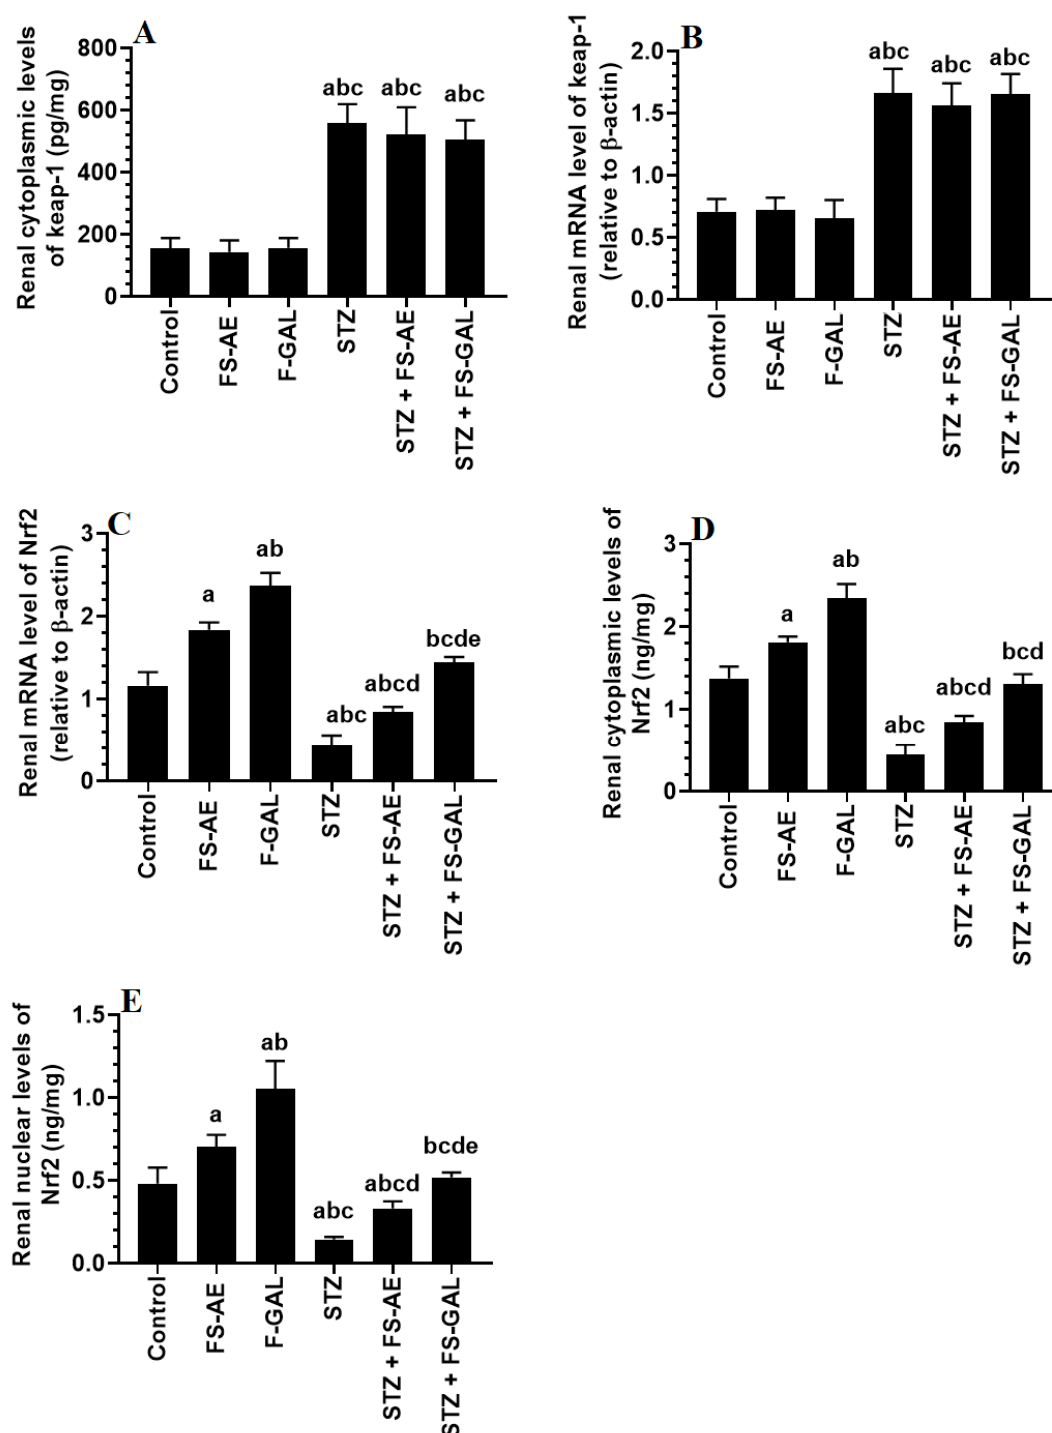 A
Renal cytoplasmic levels
of keap-1 (pg/mg)
800
600
400
200
0
abc
abc
abc
Control
FS-AE
F-GAL
STZ
STZ + FS-AE
STZ + FS-GAL
B
Renal mRNA level of keap-1
(relative to β-actin)
2.0
1.5
1.0
0.5
0.0
abc
abc
abc
Control
FS-AE
F-GAL
STZ
STZ + FS-AE
STZ + FS-GAL
C
Renal mRNA level of Nrf2
(relative to β-actin)
3
2
1
0
a
ab
abc
abcd
bcde
Control
FS-AE
F-GAL
STZ
STZ + FS-AE
STZ + FS-GAL
D
Renal cytoplasmic levels of
Nrf2 (ng/mg)
3
2
1
0
a
ab
abc
abcd
bcd
Control
FS-AE
F-GAL
STZ
STZ + FS-AE
STZ + FS-GAL
E
Renal nuclear levels of
Nrf2 (ng/mg)
1.5
1.0
0.5
0.0
a
ab
abc
abcd
bcde
Control
FS-AE
F-GAL
STZ
STZ + FS-AE
STZ + FS-GAL